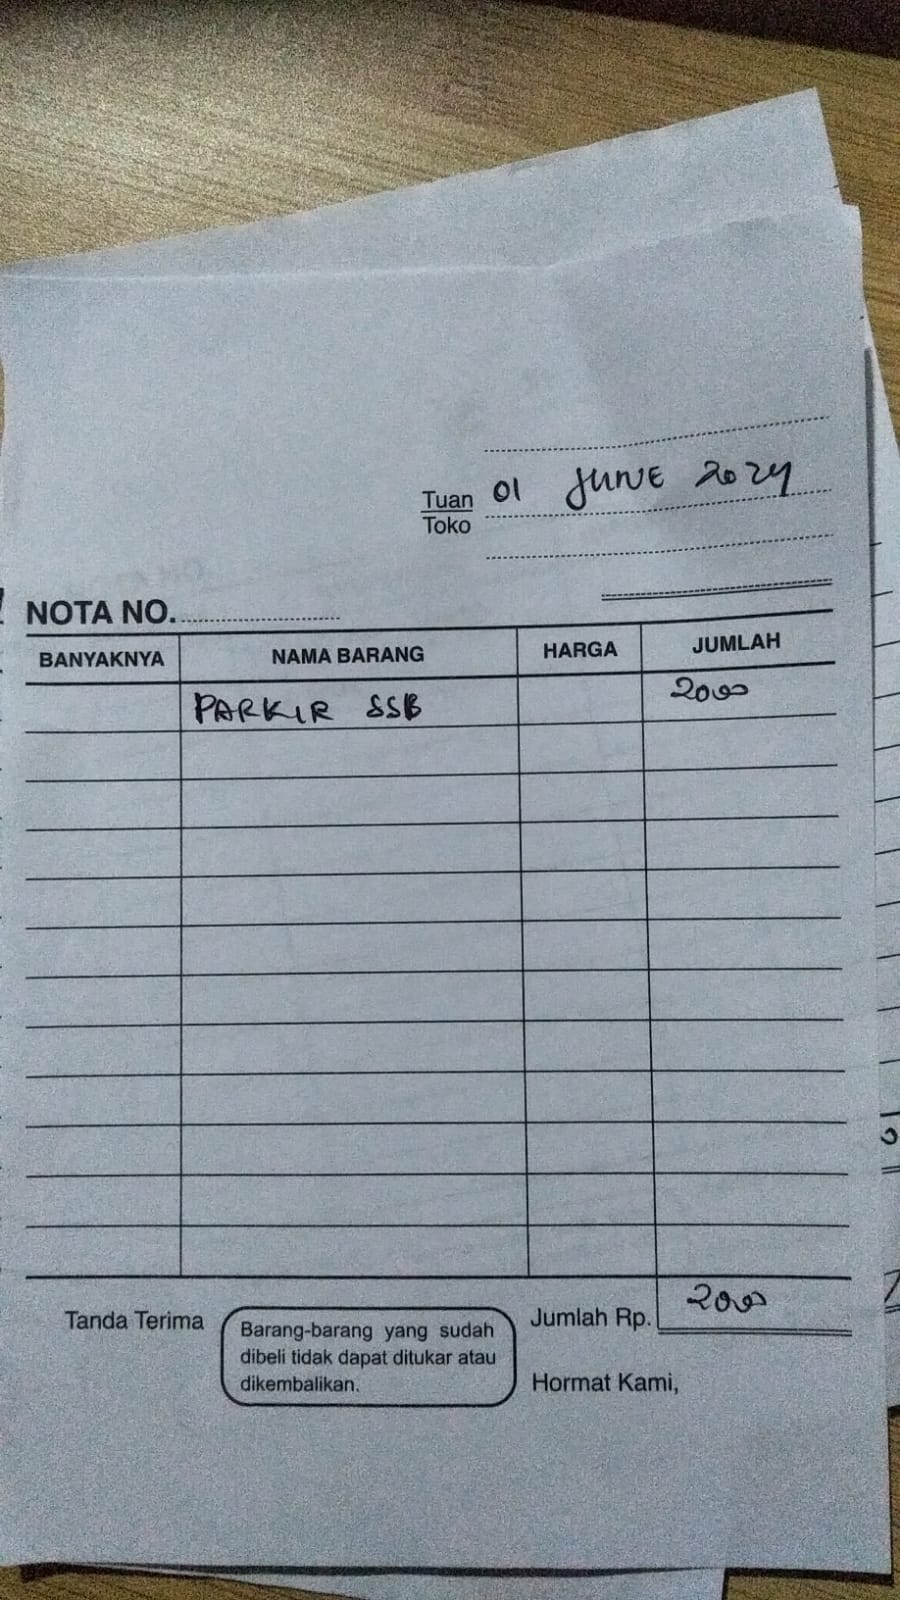 Tuan 01 JUNE 2024
Toko
NOTA NO.
BANYAKNYA NAMA BARANG HARGA JUMLAH
PARKIR SSB 2000
Tanda Terima Jumlah Rp. 2000
Barang-barang yang sudah
dibeli tidak dapat ditukar atau
dikembalikan.
Hormat Kami,